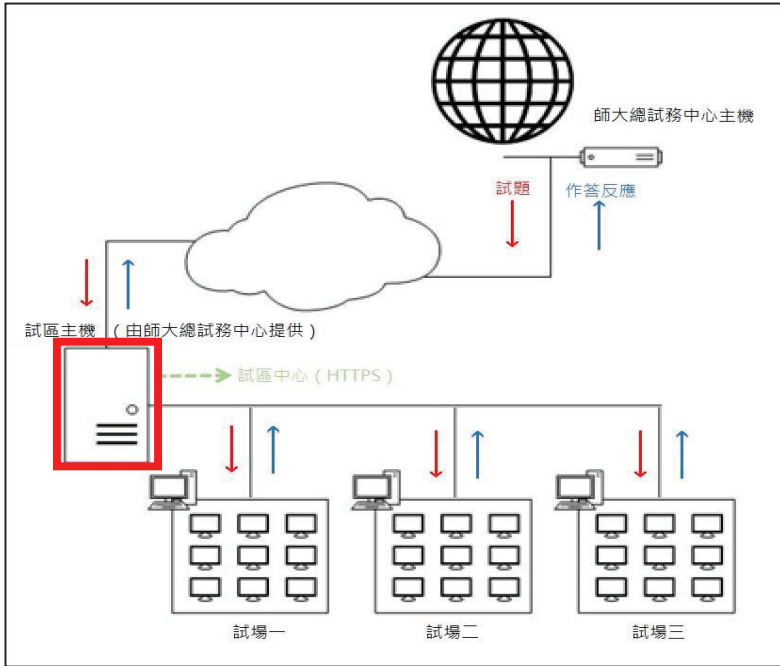 師大總試務中心主機
試題
作答反應
試區主機 （由師大總試務中心提供）
試區中心（HTTPS）
試場一
試場二
試場三